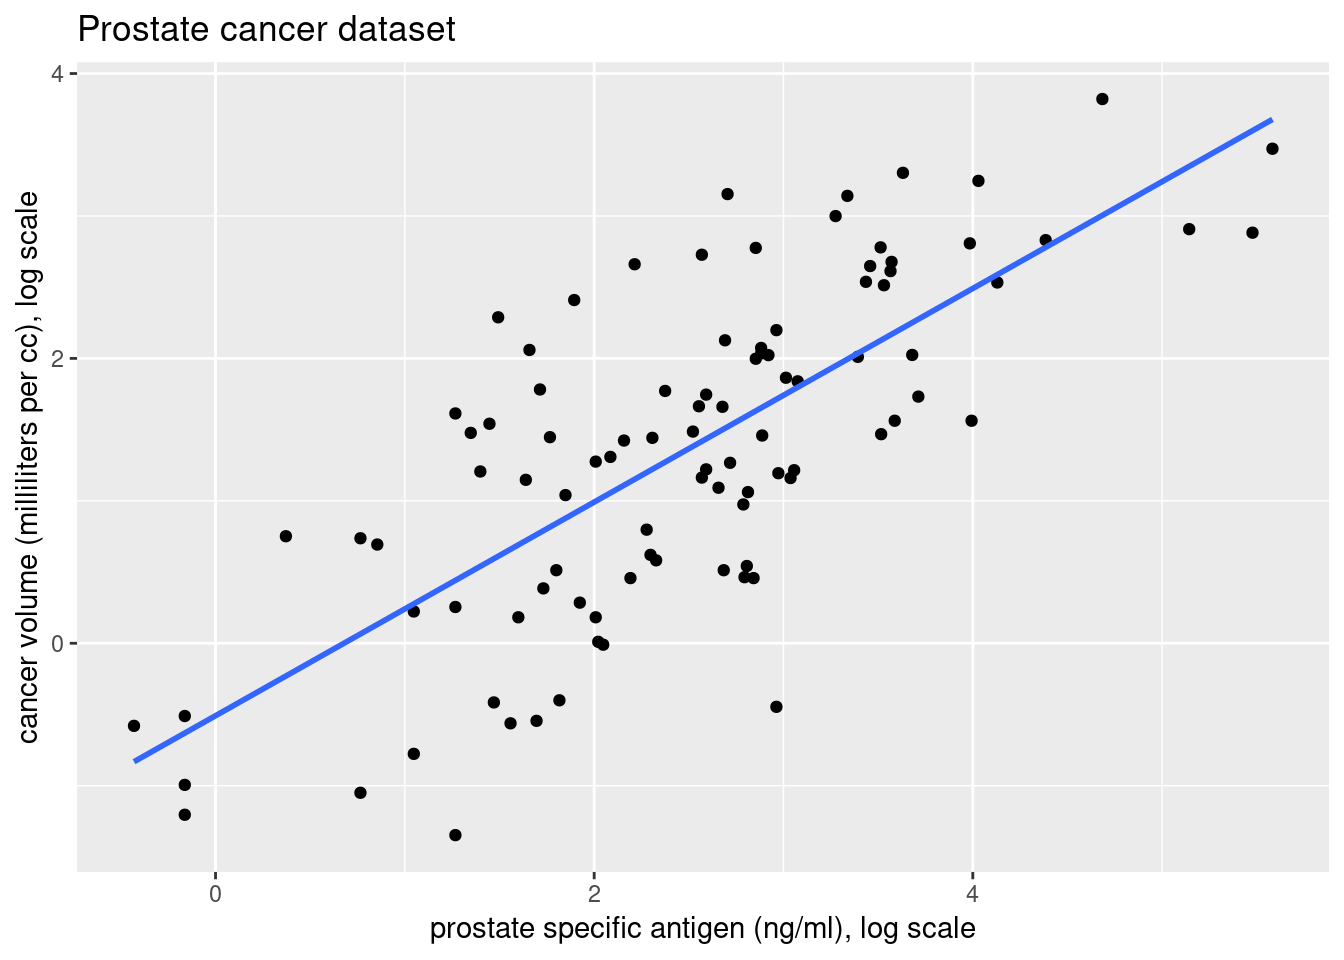 Prostate cancer dataset
4
2
0
cancer volume (milliliters per cc), log scale
0
2
4
prostate specific antigen (ng/ml), log scale